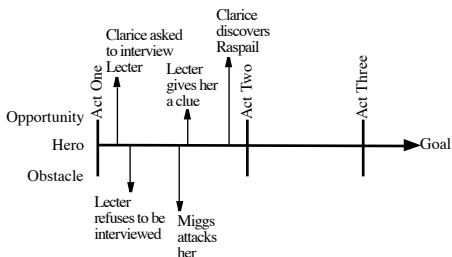 Clarice
discovers
Raspail
Clarice asked
to interview
Lecter
Lecter
gives her
a clue
Act One
Act Two
Act Three
Opportunity
Hero
Goal
Obstacle
Lecter
refuses to be
interviewed
Miggs
attacks
her